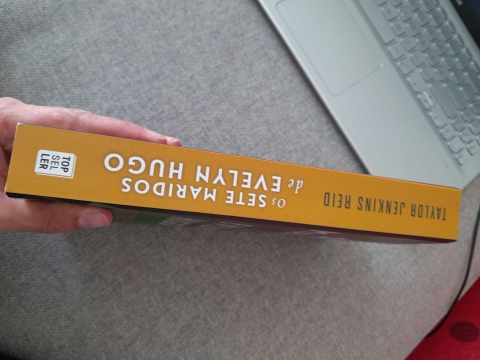 TAYLOR JENKINS REID
Os SETE MARIDOS
de EVELYN HUGO
TOP
SEL
LER